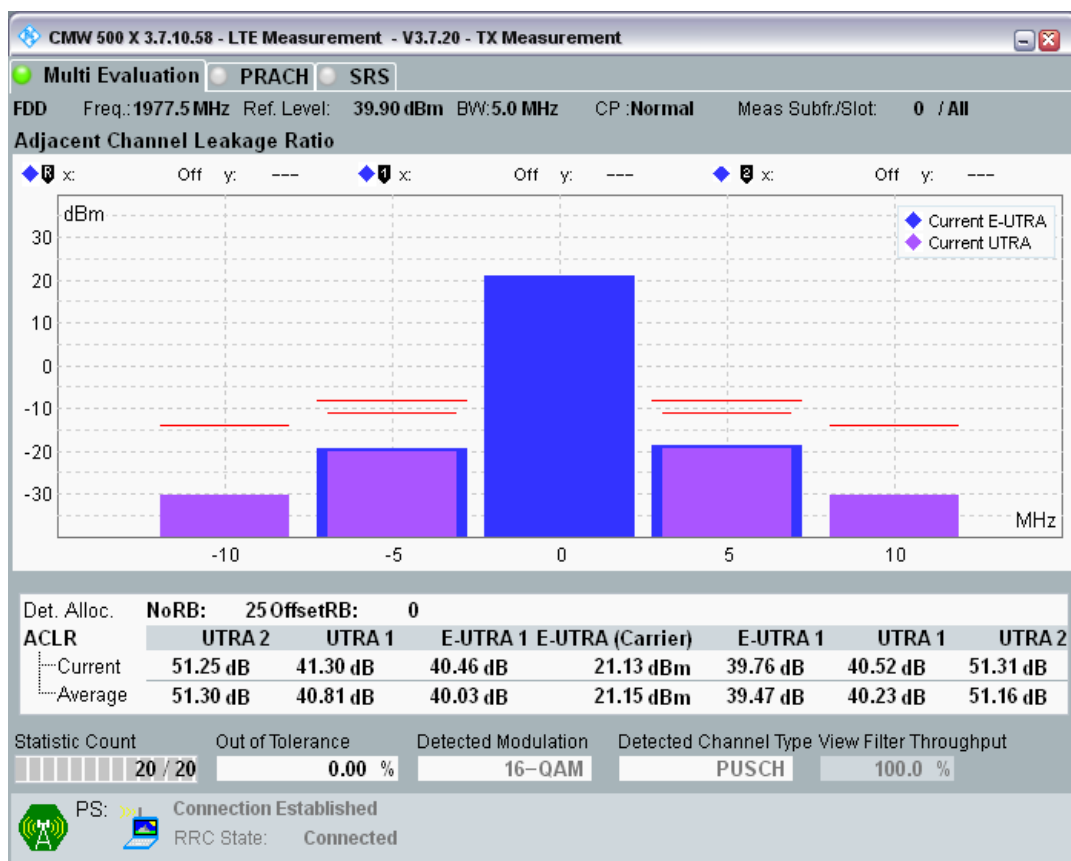 CMW 500 X 3.7.10.58 - LTE Measurement - V3.7.20 - TX Measurement
Multi Evaluation PRACH SRS
FDD Freq.: 1977.5 MHz Ref. Level: 39.90 dBm BW: 5.0 MHz CP : Normal Meas Subfr./Slot: 0 / All
Adjacent Channel Leakage Ratio
R x: Off y: --- 1 x: Off y: --- 2 x: Off y: ---
dBm
Current E-UTRA
Current UTRA
30
20
10
0
-10
-20
-30
MHz
-10 -5 0 5 10
Det. Alloc. NoRB: 25 OffsetRB: 0
ACLR UTRA 2 UTRA 1 E-UTRA 1 E-UTRA (Carrier) E-UTRA 1 UTRA 1 UTRA 2
Current 51.25 dB 41.30 dB 40.46 dB 21.13 dBm 39.76 dB 40.52 dB 51.31 dB
Average 51.30 dB 40.81 dB 40.03 dB 21.15 dBm 39.47 dB 40.23 dB 51.16 dB
Statistic Count Out of Tolerance Detected Modulation Detected Channel Type View Filter Throughput
20 / 20 0.00 % 16-QAM PUSCH 100.0 %
PS: Connection Established
RRC State: Connected